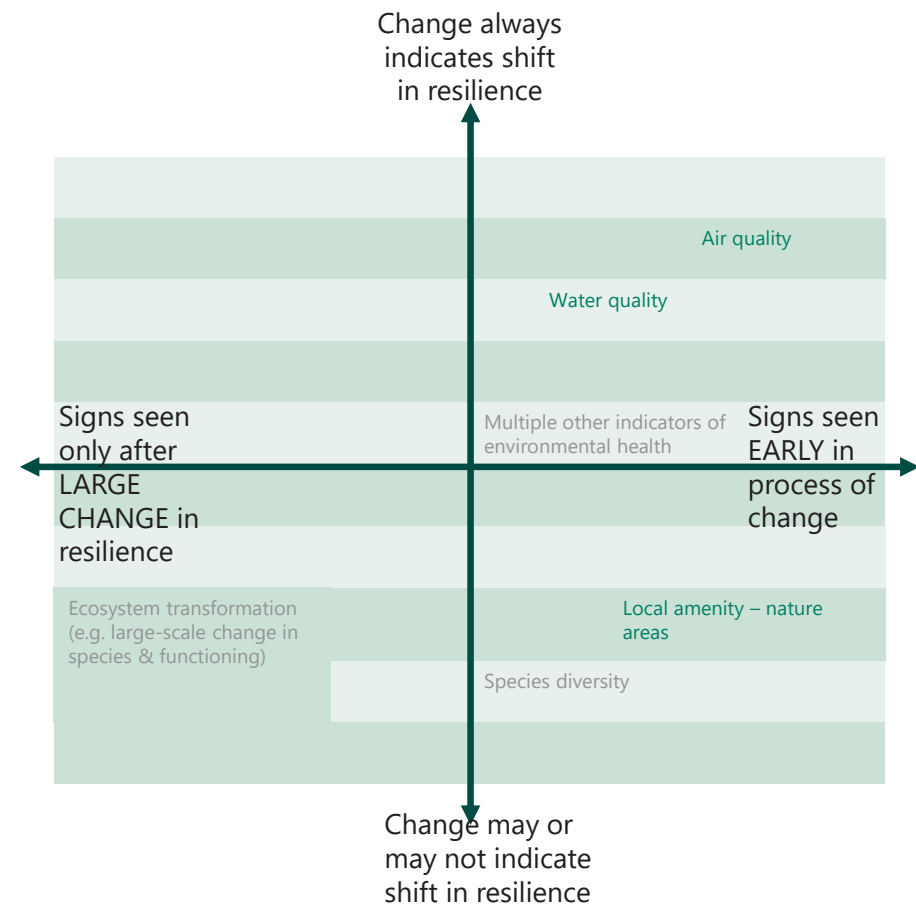 Change always
indicates shift
in resilience
Air quality
Water quality
Signs seen
only after
LARGE
CHANGE in
resilience
Multiple other indicators of
environmental health
Signs seen
EARLY in
process of
change
Ecosystem transformation
(e.g. large-scale change in
species & functioning)
Local amenity – nature
areas
Species diversity
Change may or
may not indicate
shift in resilience